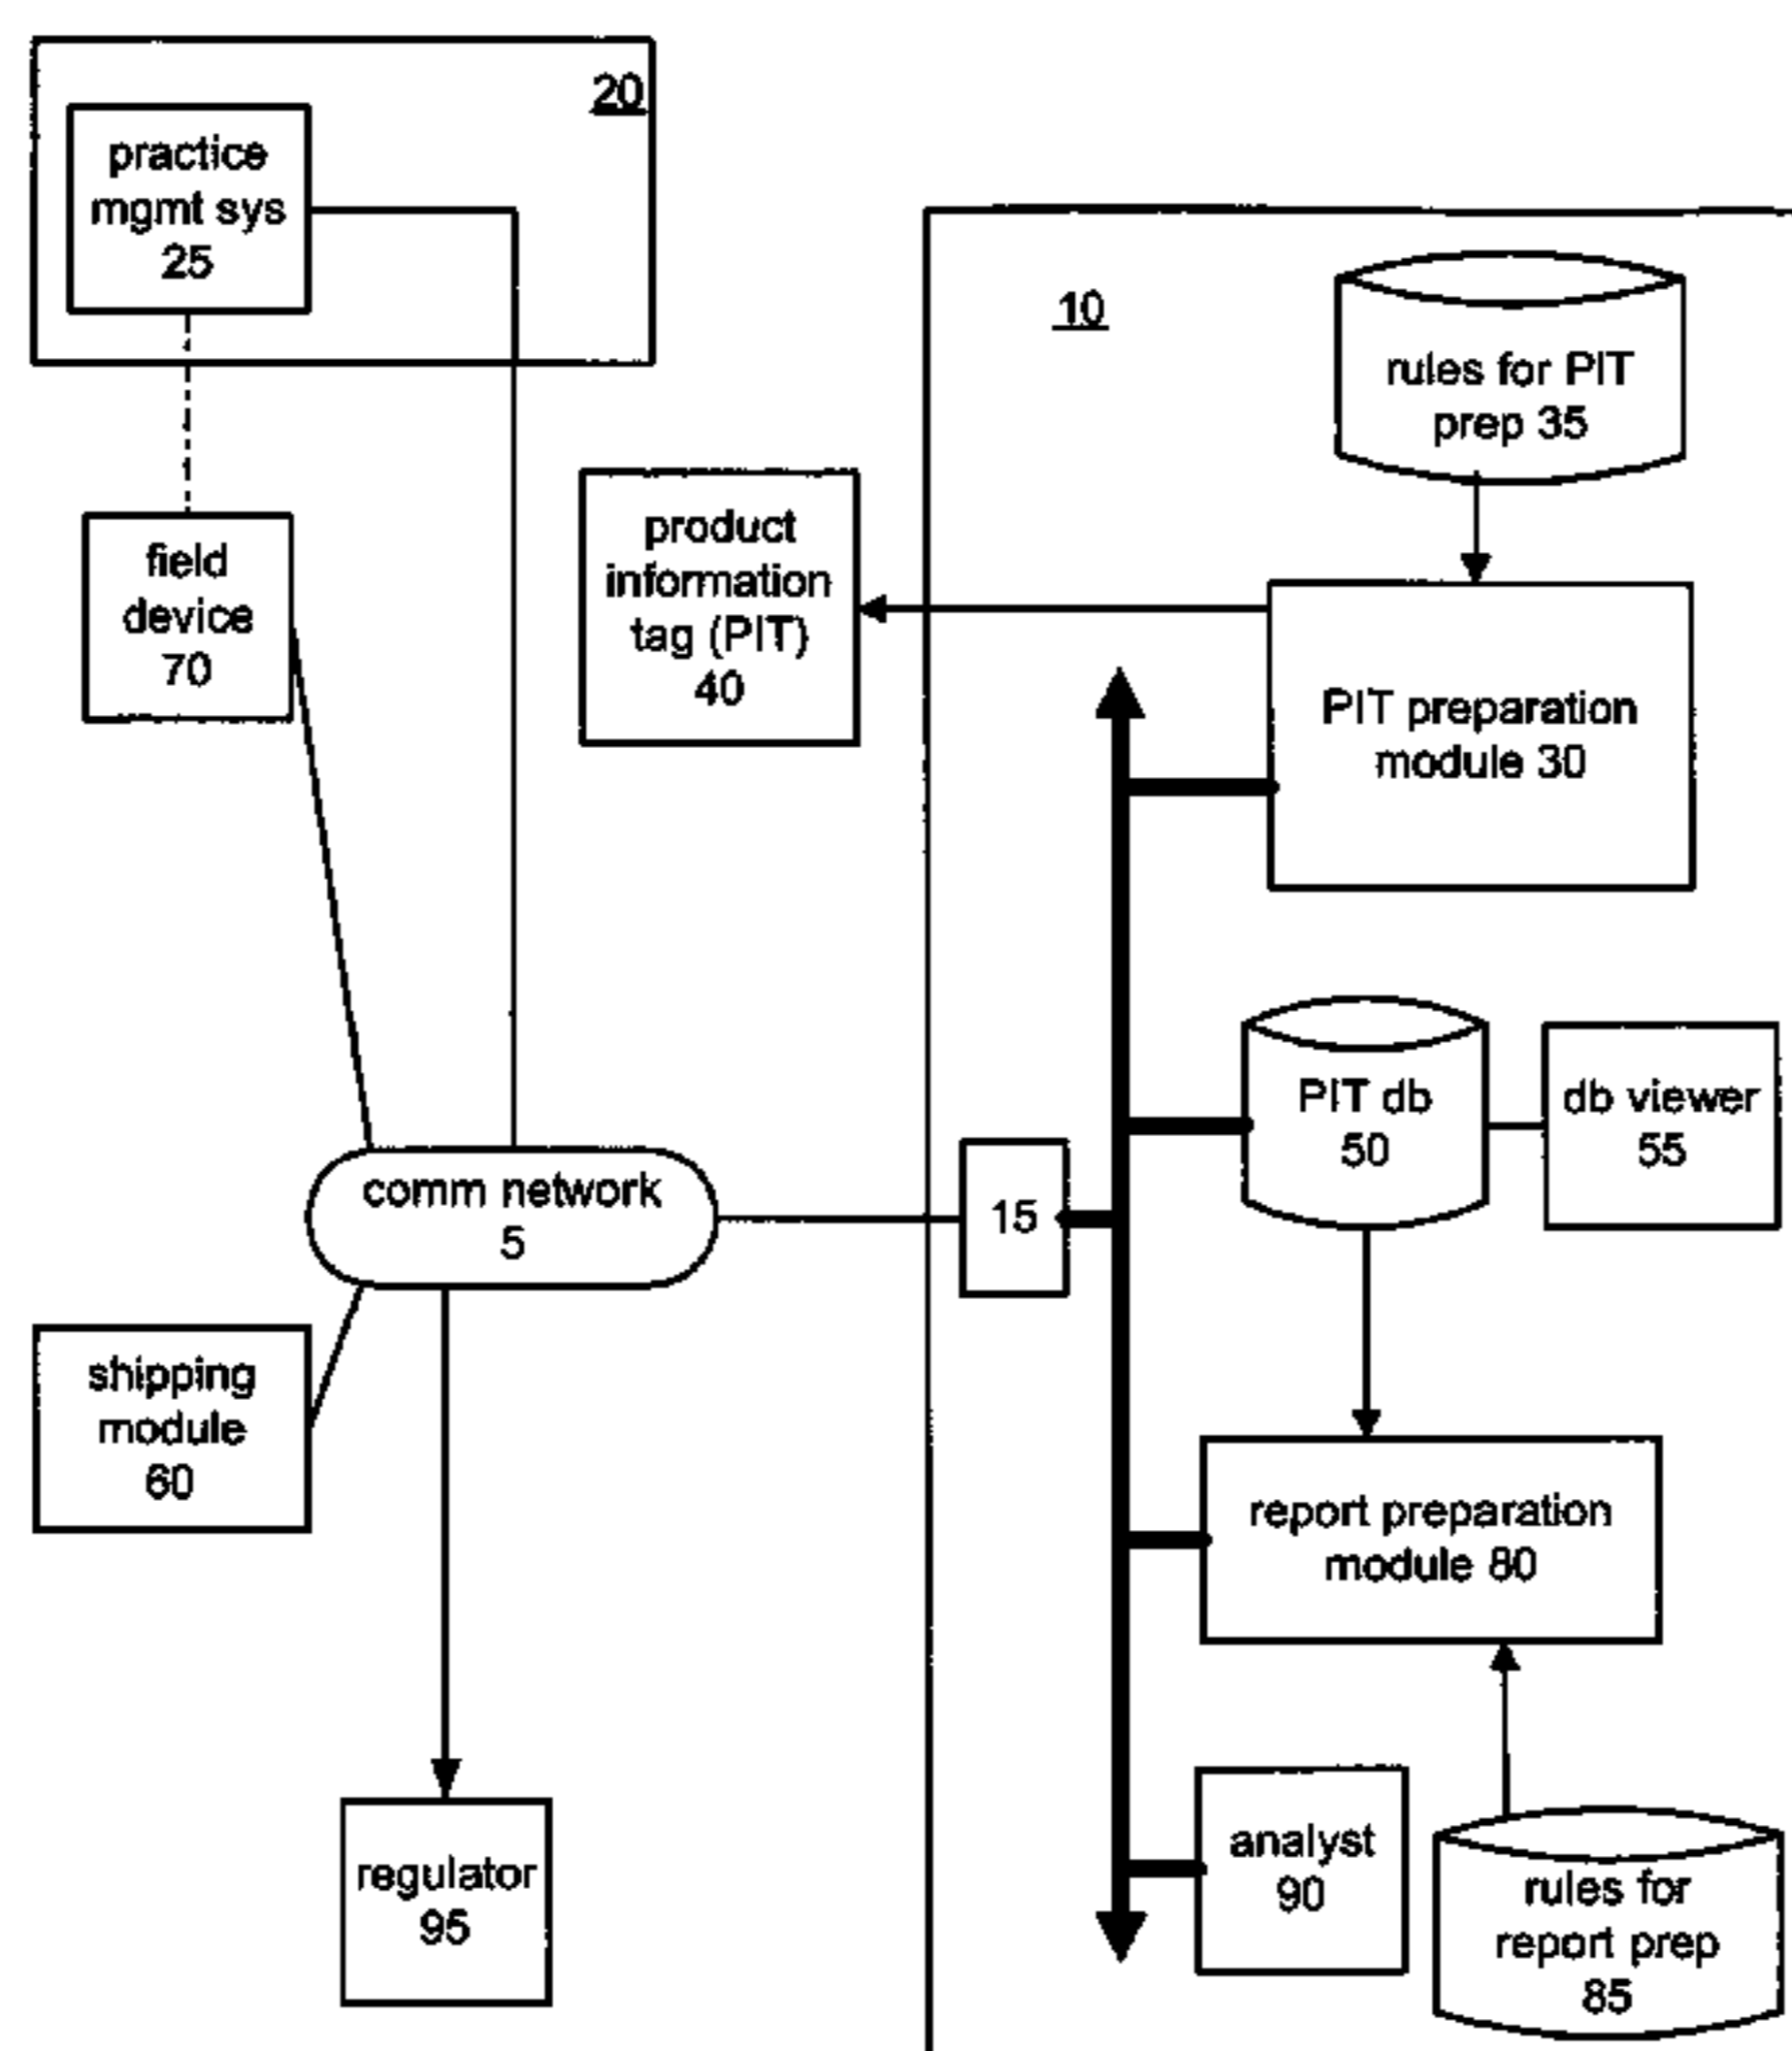 20
practice
mgmt sys
25
10
rules for PIT
prep 35
product
information
tag (PIT)
40
field
device
70
PIT preparation
module 30
PIT db
50
db viewer
55
comm network
5
15
shipping
module
60
report preparation
module 80
regulator
95
analyst
90
rules for
report prep
85